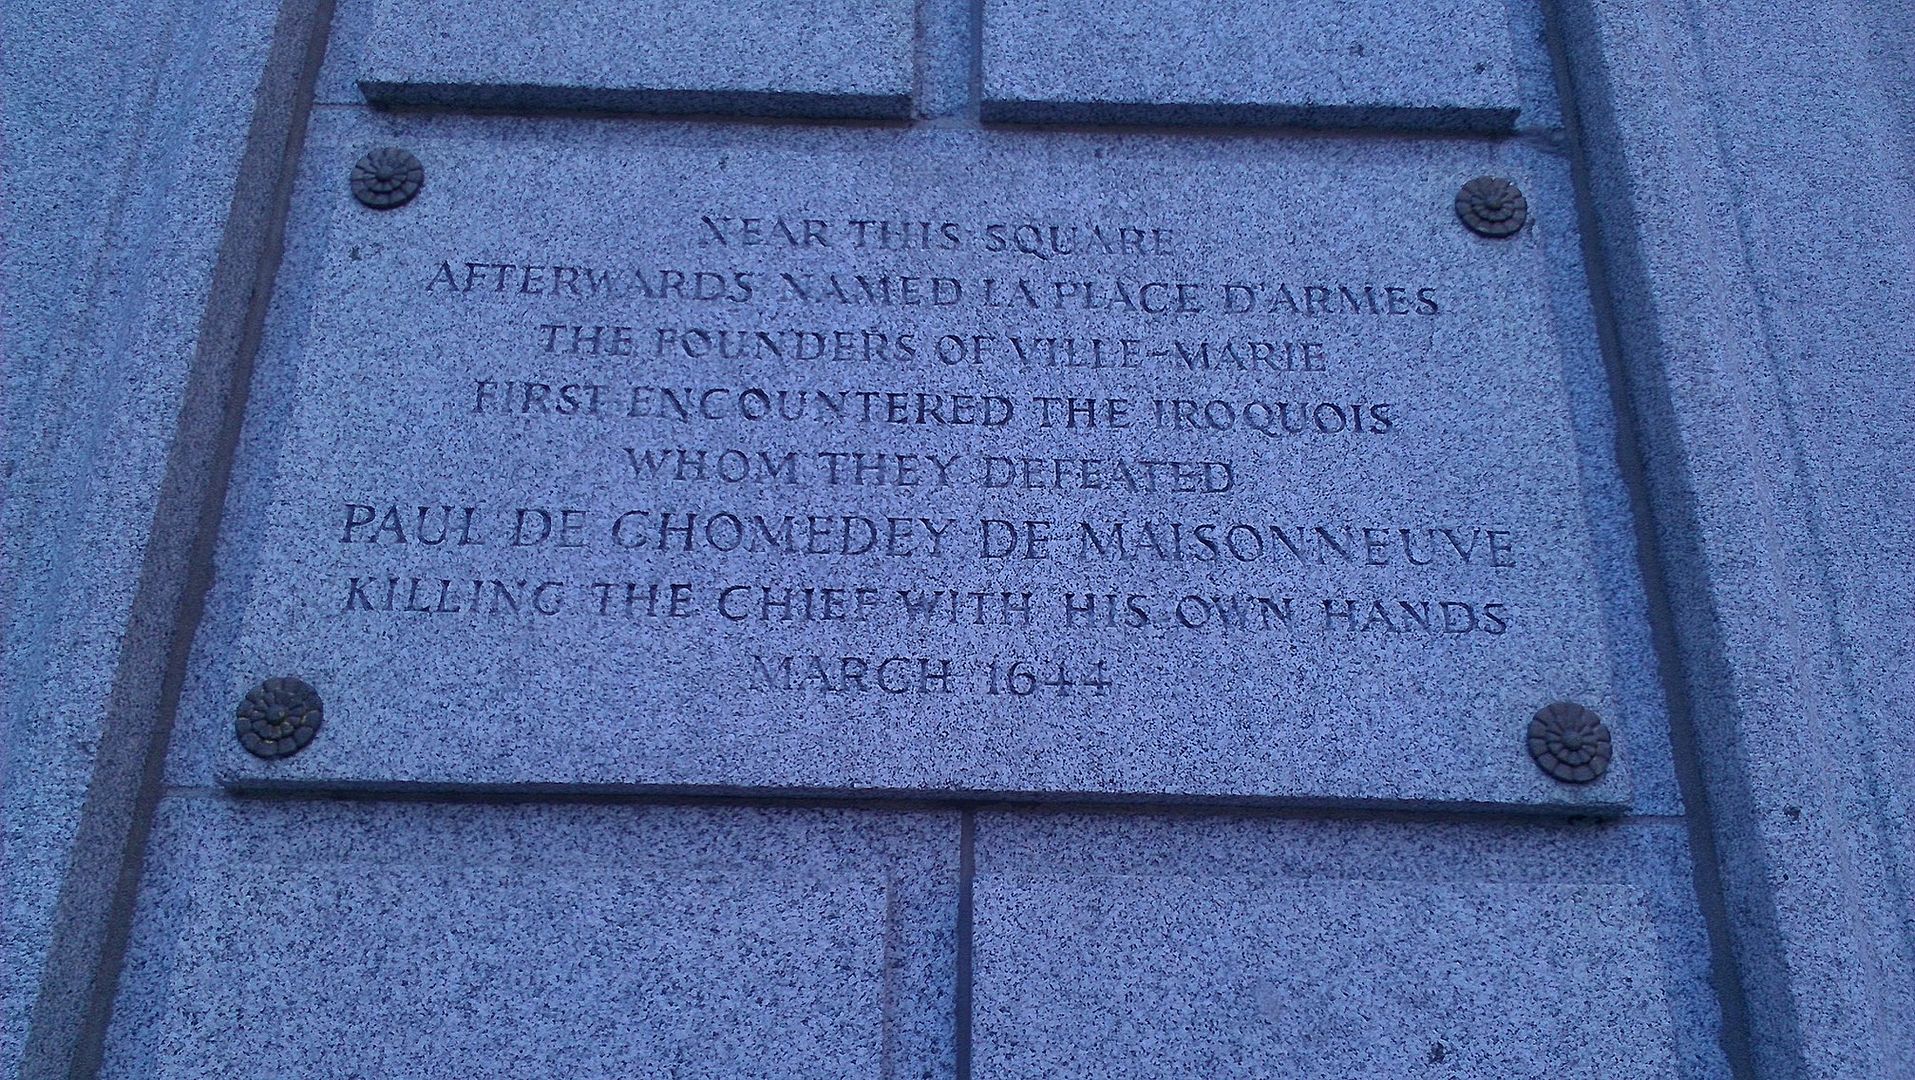 NEAR THIS SQUARE
AFTERWARDS NAMED LA PLACE D'ARMES
THE FOUNDERS OF VILLE-MARIE
FIRST ENCOUNTERED THE IROQUOIS
WHOM THEY DEFEATED
PAUL DE CHOMEDEY DE MAISONNEUVE
KILLING THE CHIEF WITH HIS OWN HANDS
MARCH 1644